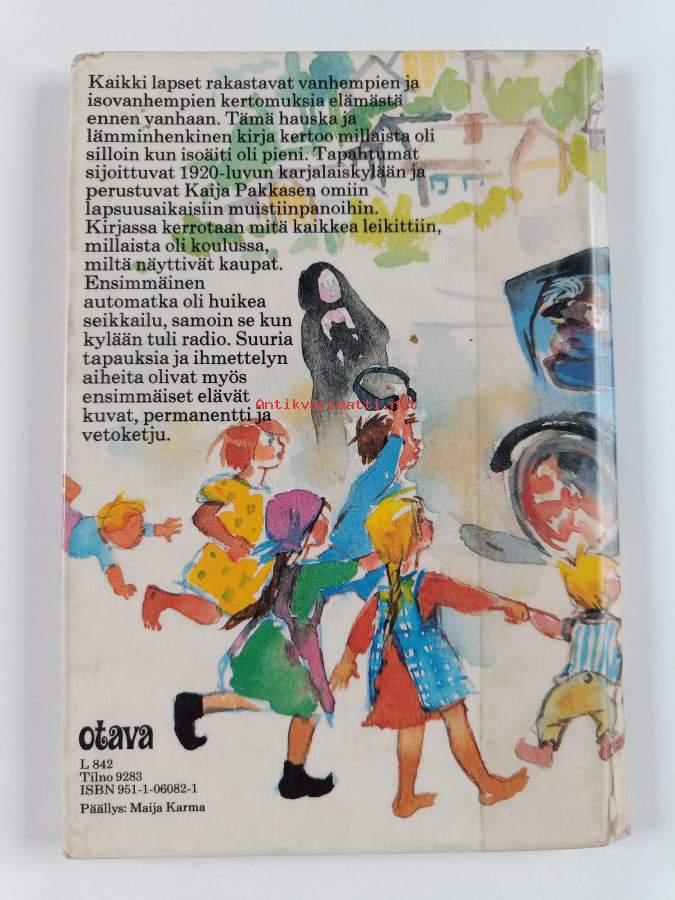 Kaikki lapset rakastavat vanhempien ja
isovanhempien kertomuksia elämästä
ennen vanhaan. Tämä hauska ja
lämminhenkinen kirja kertoo millaista oli
silloin kun isoäiti oli pieni. Tapahtumat
sijoittuvat 1920-luvun karjalaiskylään ja
perustuvat Kaija Pakkasen omiin
lapsuusaikaisiin muistiinpanoihin.
Kirjassa kerrotaan mitä kaikkea leikittiin,
millaista oli koulussa,
miltä näyttivät kaupat.
Ensimmäinen
automatka oli huikea
seikkailu, samoin se kun
kylään tuli radio. Suuria
tapauksia ja ihmettelyn
aiheita olivat myös
ensimmäiset elävät
kuvat, permanentti ja
vetoketju.
Antikvariaatti.net
otava
L 842
Tilno 9283
ISBN 951-1-06082-1
Päällys: Maija Karma